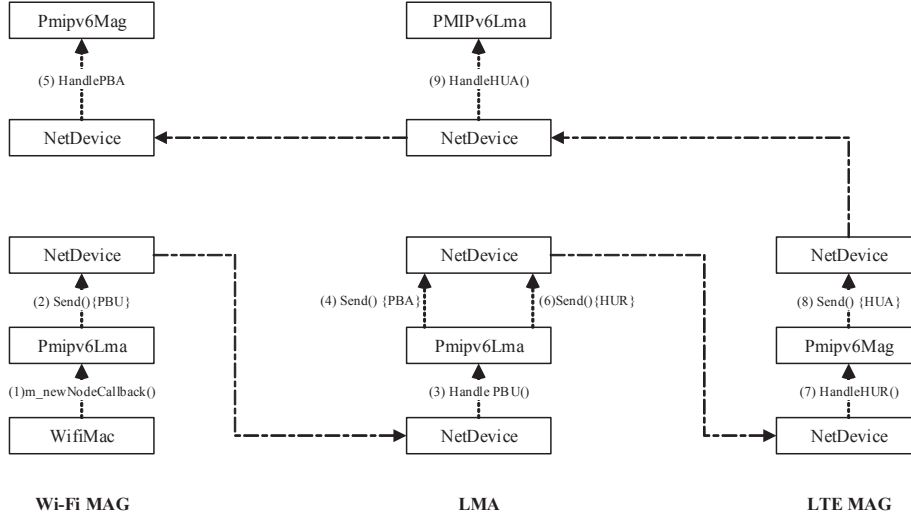 Pmipv6Mag
PMIPv6Lma
(5) HandlePBA
(9) HandleHUA()
NetDevice
NetDevice
NetDevice
NetDevice
NetDevice
(2) Send(){PBU}
(4) Send() {PBA}
(6)Send(){HUR}
(8) Send() {HUA}
Pmipv6Lma
Pmipv6Lma
Pmipv6Mag
(1)m_newNodeCallback()
(3) Handle PBU()
(7) HandleHUR()
WifiMac
NetDevice
NetDevice
Wi-Fi MAG
LMA
LTE MAG